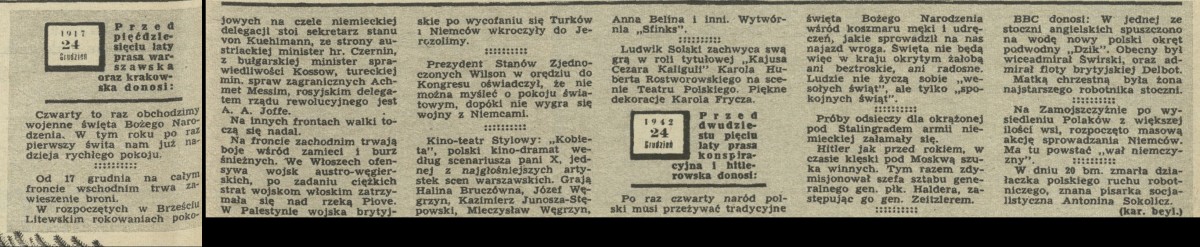 1917
24
Grudzień
Przed
pięćdzie-
sięciu laty
prasa war-
szawska
oraz krakow-
ska donosi:
Czwarty to raz obchodzimy
wojenne święta Bożego Naro-
dzenia. W tym roku po raz
pierwszy świta nam już na-
dzieja rychłego pokoju.
::::::::::
Od 17 grudnia na całym
froncie wschodnim trwa za-
wieszenie broni.
W rozpoczętych w Brześciu
Litewskim rokowaniach poko-
jowych na czele niemieckiej
delegacji stoi sekretarz stanu
von Kuehlmann, ze strony au-
striackiej minister hr. Czernin,
z bułgarskiej minister spra-
wiedliwości Kossow, tureckiej
min. spraw zagranicznych Ach-
met Messim, rosyjskim delega-
tem rządu rewolucyjnego jest
A. A. Joffe.
Na innych frontach walki to-
czą się nadal.
Na froncie zachodnim trwają
boje wśród zamieci i burz
śnieżnych. We Włoszech ofen-
sywa wojsk austro-węgier-
skich, po zadaniu ciężkich
strat wojskom włoskim zatrzy-
mała się nad rzeką Piove.
W Palestynie wojska brytyj-
skie po wycofaniu się Turków
i Niemców wkroczyły do Je-
rozolimy.
::::::::::
Prezydent Stanów Zjedno-
czonych Wilson w orędziu do
Kongresu oświadczył, że nie
można myśleć o pokoju świa-
towym, dopóki nie wygra się
wojny z Niemcami.
::::::::::
Kino-teatr Stylowy: „Kobie-
ta", polski kino-dramat we-
dług scenariusza pani X, jed-
nej z najgłośniejszych arty-
stek scen warszawskich. Grają
Halina Bruczówna, Józef Wę-
grzyn, Kazimierz Junosza-Stę-
powski, Mieczysław Węgrzyn,
Anna Belina i inni. Wytwór-
nia „Sfinks".
::::::::::
Ludwik Solski zachwyca swą
grą w roli tytułowej „Kajusa
Cezara Kaliguli" Karola Hu-
berta Rostworowskiego na sce-
nie Teatru Polskiego. Piękne
dekoracje Karola Frycza.
1942
24
Grudzień
Przed
dwudzie-
stu pięciu
laty prasa
konspira-
cyjna i hitle-
rowska donosi:
Po raz czwarty naród pol-
ski musi przeżywać tradycyjne
święta Bożego Narodzenia
wśród koszmaru męki i udrę-
czeń, jakie sprowadził na nas
najazd wroga. Święta nie będą
więc w kraju okrytym żałobą
ani beztroskie, ani radosne.
Ludzie nie życzą sobie „we-
sołych świąt", ale tylko „spo-
kojnych świąt".
::::::::::
Próby odsieczy dla okrążonej
pod Stalingradem armii nie-
mieckiej załamały się.
Hitler jak przed rokiem, w
czasie klęski pod Moskwą szu-
ka winnych. Tym razem zdy-
misjonował szefa sztabu gene-
ralnego gen. płk. Haldera, za-
stępując go gen. Zeitzlerem.
::::::::::
BBC donosi: W jednej ze
stoczni angielskich spuszczono
na wodę nowy polski okręt
podwodny „Dzik". Obecny był
wiceadmirał Świrski, oraz ad-
mirał floty brytyjskiej Delbot.
Matką chrzestną była żona
najstarszego robotnika stoczni.
::::::::::
Na Zamojszczyźnie po wy-
siedleniu Polaków z większej
ilości wsi, rozpoczęto masową
akcję sprowadzania Niemców.
Ma tu powstać „wał niemczy-
zny".
::::::::::
W dniu 20 bm. zmarła dzia-
łaczka polskiego ruchu robot-
niczego, znana pisarka socja-
listyczna Antonina Sokolicz.
(kar. beyl.)